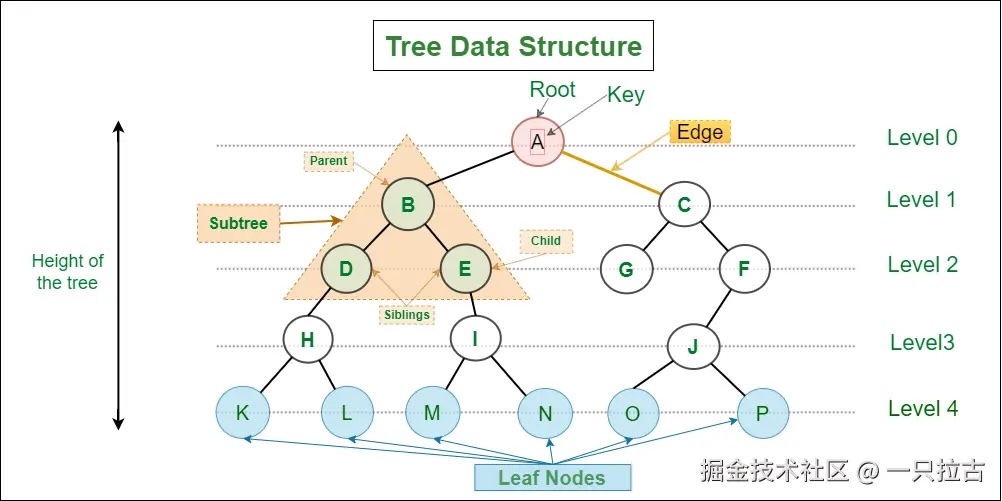 Tree Data Structure
Root
Key
A
Edge
Level 0
Parent
B
C
Level 1
Subtree
Child
Height of
the tree
D
E
G
F
Level 2
Siblings
H
I
J
Level3
K
L
M
N
O
P
Level 4
Leaf Nodes
掘金技术社区 @ 一只拉古